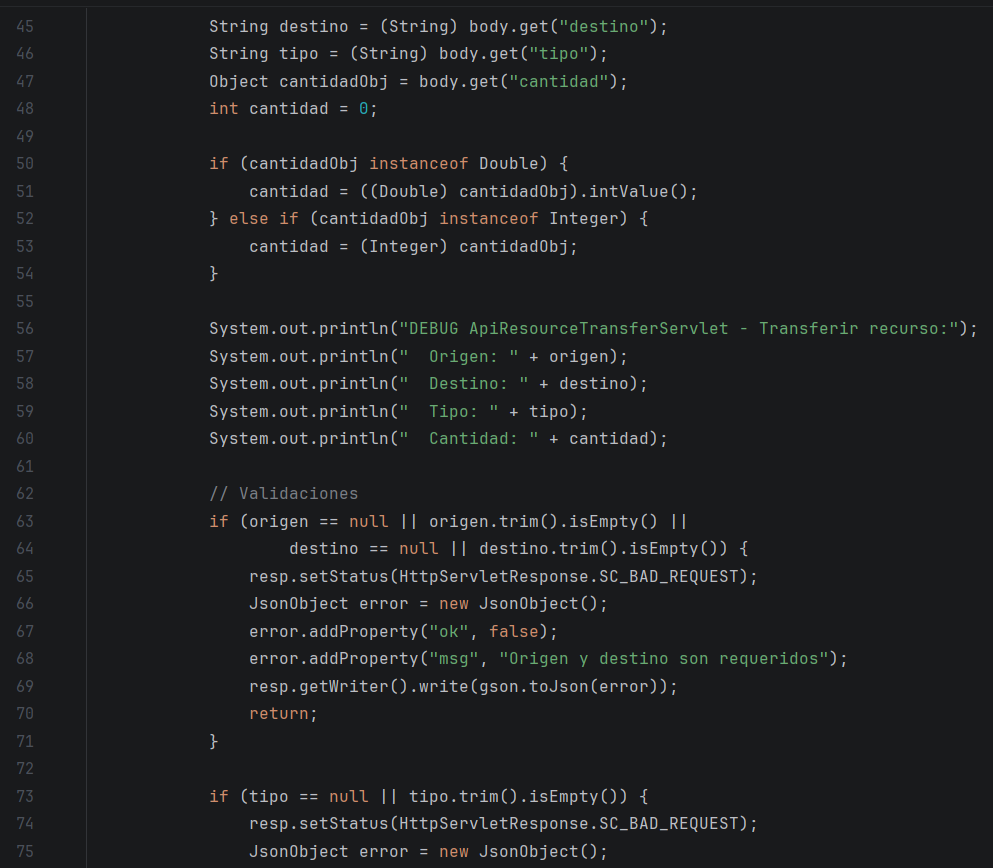 45 String destino = (String) body.get("destino");
46 String tipo = (String) body.get("tipo");
47 Object cantidadObj = body.get("cantidad");
48 int cantidad = 0;
49
50 if (cantidadObj instanceof Double) {
51 cantidad = ((Double) cantidadObj).intValue();
52 } else if (cantidadObj instanceof Integer) {
53 cantidad = (Integer) cantidadObj;
54 }
55
56 System.out.println("DEBUG ApiResourceTransferServlet - Transferir recurso:");
57 System.out.println("  Origen: " + origen);
58 System.out.println("  Destino: " + destino);
59 System.out.println("  Tipo: " + tipo);
60 System.out.println("  Cantidad: " + cantidad);
61
62 // Validaciones
63 if (origen == null || origen.trim().isEmpty() ||
64 destino == null || destino.trim().isEmpty()) {
65 resp.setStatus(HttpServletResponse.SC_BAD_REQUEST);
66 JsonObject error = new JsonObject();
67 error.addProperty("ok", false);
68 error.addProperty("msg", "Origen y destino son requeridos");
69 resp.getWriter().write(gson.toJson(error));
70 return;
71 }
72
73 if (tipo == null || tipo.trim().isEmpty()) {
74 resp.setStatus(HttpServletResponse.SC_BAD_REQUEST);
75 JsonObject error = new JsonObject();